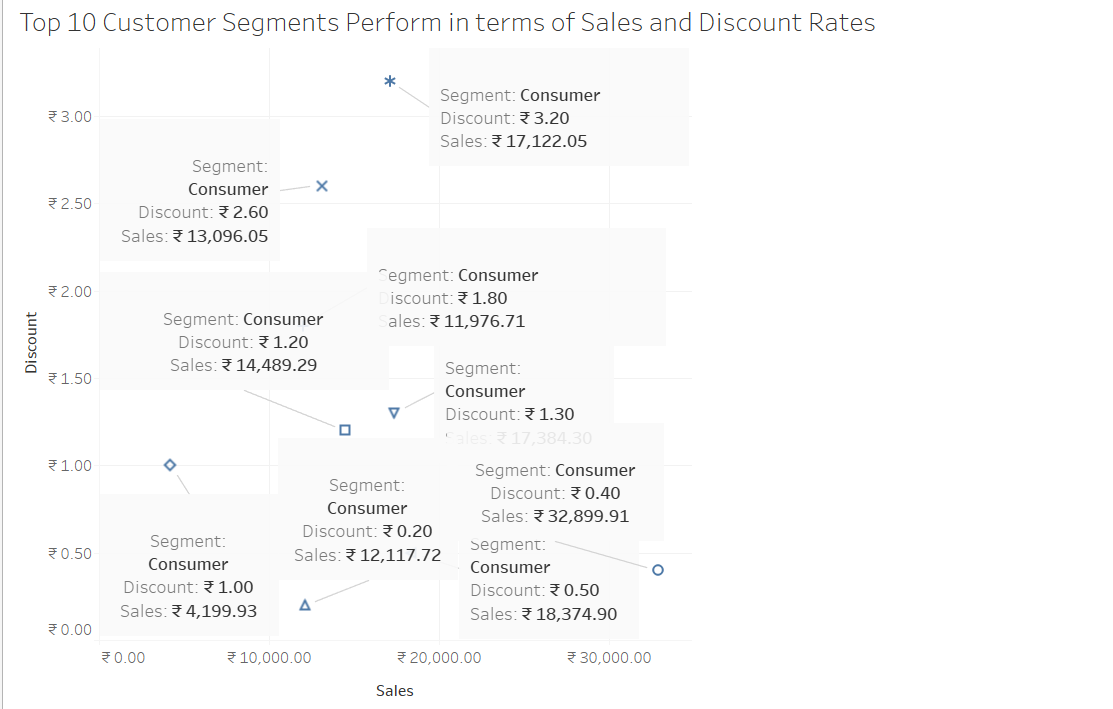 Top 10 Customer Segments Perform in terms of Sales and Discount Rates
Segment: Consumer
Discount: ₹ 3.20
Sales: ₹ 17,122.05
₹ 3.00
Segment:
Consumer
Discount: ₹ 2.60
Sales: ₹ 13,096.05
₹ 2.50
Segment: Consumer
Discount: ₹ 1.80
Sales: ₹ 11,976.71
₹ 2.00
Segment: Consumer
Discount: ₹ 1.20
Sales: ₹ 14,489.29
Discount
₹ 1.50
Segment:
Consumer
Discount: ₹ 1.30
Sales: ₹ 17,384.30
₹ 1.00
Segment: Consumer
Discount: ₹ 0.40
Sales: ₹ 32,899.91
Segment:
Consumer
Discount: ₹ 0.20
Sales: ₹ 12,117.72
₹ 0.50
Segment:
Consumer
Discount: ₹ 1.00
Sales: ₹ 4,199.93
Segment:
Consumer
Discount: ₹ 0.50
Sales: ₹ 18,374.90
₹ 0.00
₹ 0.00 ₹ 10,000.00 ₹ 20,000.00 ₹ 30,000.00
Sales